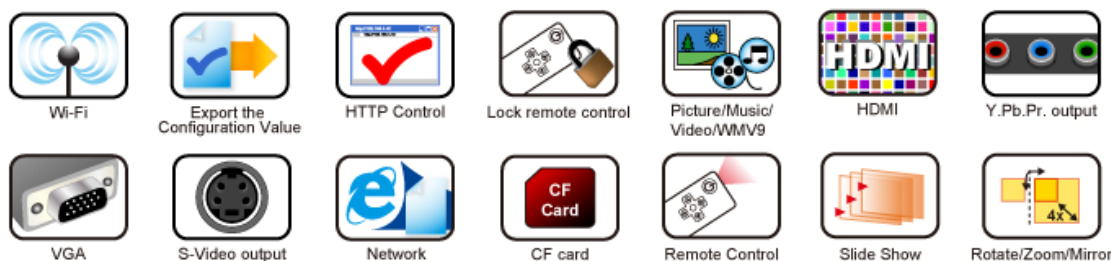 Wi-Fi
Export the
Configuration Value
HTTP Control
Lock remote control
Picture/Music/
Video/WMV9
HDMI
HDMI
Y.Pb.Pr. output
VGA
S-Video output
Network
CF
Card
CF card
Remote Control
Slide Show
4x
Rotate/Zoom/Mirror